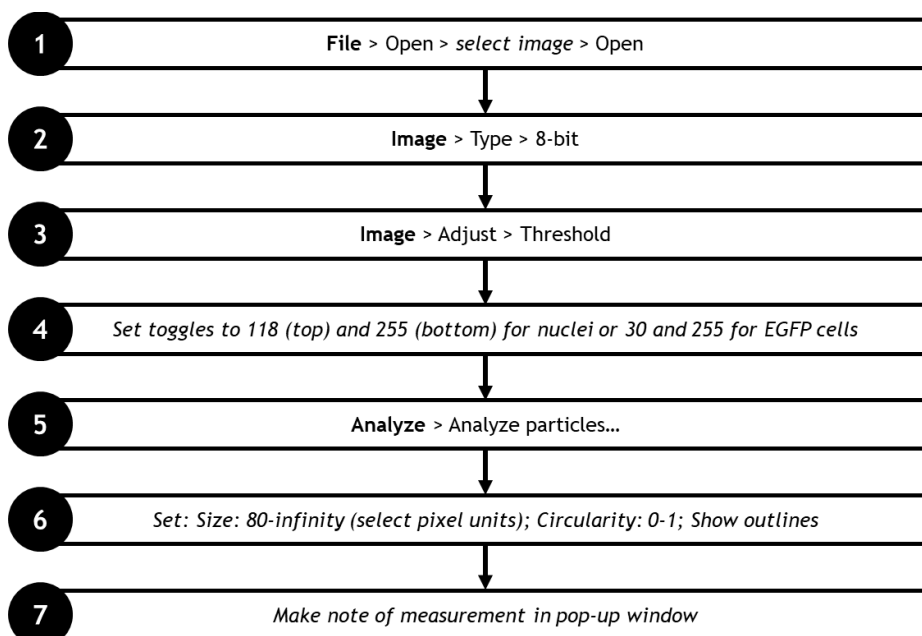 1
File > Open > select image > Open
2
Image > Type > 8-bit
3
Image > Adjust > Threshold
4
Set toggles to 118 (top) and 255 (bottom) for nuclei or 30 and 255 for EGFP cells
5
Analyze > Analyze particles…
6
Set: Size: 80-infinity (select pixel units); Circularity: 0-1; Show outlines
7
Make note of measurement in pop-up window